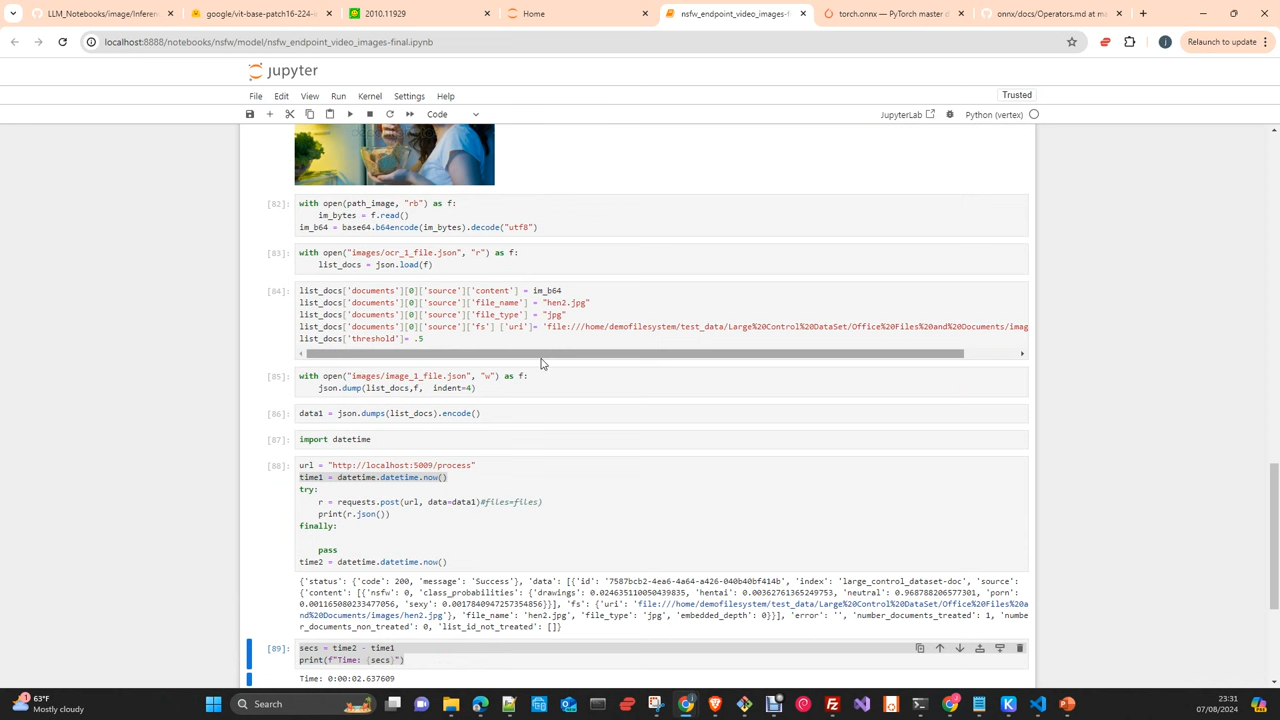 LLM_Notebooks/image/Inferen
google/vit-base-patch16-224-i
2010.11929
Home
nsfw_endpoint_video_images-f
torch.onnx — PyTorch master d
onnx/docs/Operators.md at m
localhost:8888/notebooks/nsfw/model/nsfw_endpoint_video_images-final.ipynb
Relaunch to update
jupyter
File Edit View Run Kernel Settings Help
Trusted
Code
JupyterLab
Python (vertex)
[82]:
with open(path_image, "rb") as f:
im_bytes = f.read()
im_b64 = base64.b64encode(im_bytes).decode("utf8")
[83]:
with open("images/ocr_1_file.json", "r") as f:
list_docs = json.load(f)
[84]:
list_docs['documents'][0]['source']['content'] = im_b64
list_docs['documents'][0]['source']['file_name'] = "hen2.jpg"
list_docs['documents'][0]['source']['file_type'] = "jpg"
list_docs['documents'][0]['source']['fs'] ['uri']= 'file:///home/demofilesystem/test_data/Large%20Control%20DataSet/Office%20Files%20and%20Documents/imag
list_docs['threshold']= .5
[85]:
with open("images/image_1_file.json", "w") as f:
json.dump(list_docs,f, indent=4)
[86]:
data1 = json.dumps(list_docs).encode()
[87]:
import datetime
[88]:
url = "http://localhost:5009/process"
time1 = datetime.datetime.now()
try:
r = requests.post(url, data=data1)#files=files)
print(r.json())
finally:
pass
time2 = datetime.datetime.now()
{'status': {'code': 200, 'message': 'Success'}, 'data': [{'id': '7587bcb2-4ea6-4a64-a426-040b40bf414b', 'index': 'large_control_dataset-doc', 'source':
{'content': [{'nsfw': 0, 'class_probabilities': {'drawings': 0.024635110050439835, 'hentai': 0.00362761365249753, 'neutral': 0.968788206577301, 'porn':
0.001165080233477056, 'sexy': 0.0017840947257354856}}], 'fs': {'uri': 'file:///home/demofilesystem/test_data/Large%20Control%20DataSet/Office%20Files%20a
nd%20Documents/images/hen2.jpg'}, 'file_name': 'hen2.jpg', 'file_type': 'jpg', 'embedded_depth': 0}}], 'error': '', 'number_documents_treated': 1, 'numbe
r_documents_non_treated': 0, 'list_id_not_treated': []}
[89]:
secs = time2 - time1
print(f"Time: {secs}")
Time: 0:00:02.637609
63°F
Mostly cloudy
Search
23:31
07/08/2024